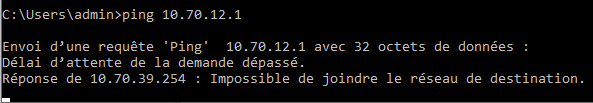 C:\Users\admin>ping 10.70.12.1
Envoi d’une requête 'Ping'  10.70.12.1 avec 32 octets de données :
Délai d’attente de la demande dépassé.
Réponse de 10.70.39.254 : Impossible de joindre le réseau de destination.